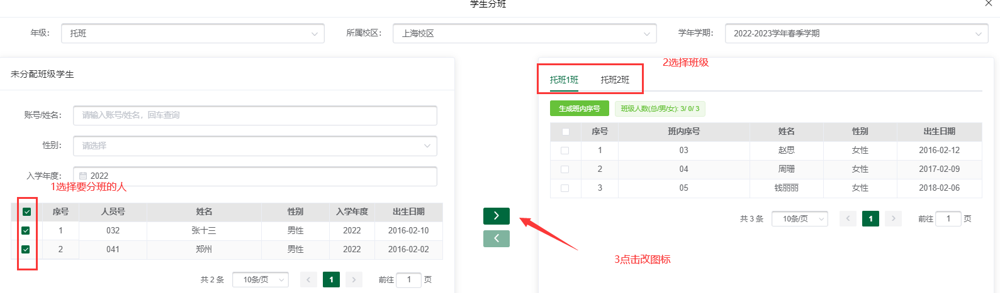 学生分班
年级： 托班 所属校区： 上海校区 学年学期： 2022-2023学年春季学期
未分配班级学生
账号/姓名： 请输入账号/姓名，回车查询
性别： 请选择
入学年度： 2022
1选择要分班的人
序号 人员号 姓名 性别 入学年度 出生日期
1 032 张十三 男性 2022 2016-02-10
2 041 郑州 男性 2022 2016-02-02
共 2 条 10条/页 1 前往 1 页
2选择班级
托班1班 托班2班
生成班内序号 班级人数(总/男/女): 3/ 0/ 3
序号 班内序号 姓名 性别 出生日期
1 03 赵思 女性 2016-02-12
2 04 周珊 女性 2017-02-09
3 05 钱丽丽 女性 2018-02-06
共 3 条 10条/页 1 前往 1 页
3点击改图标